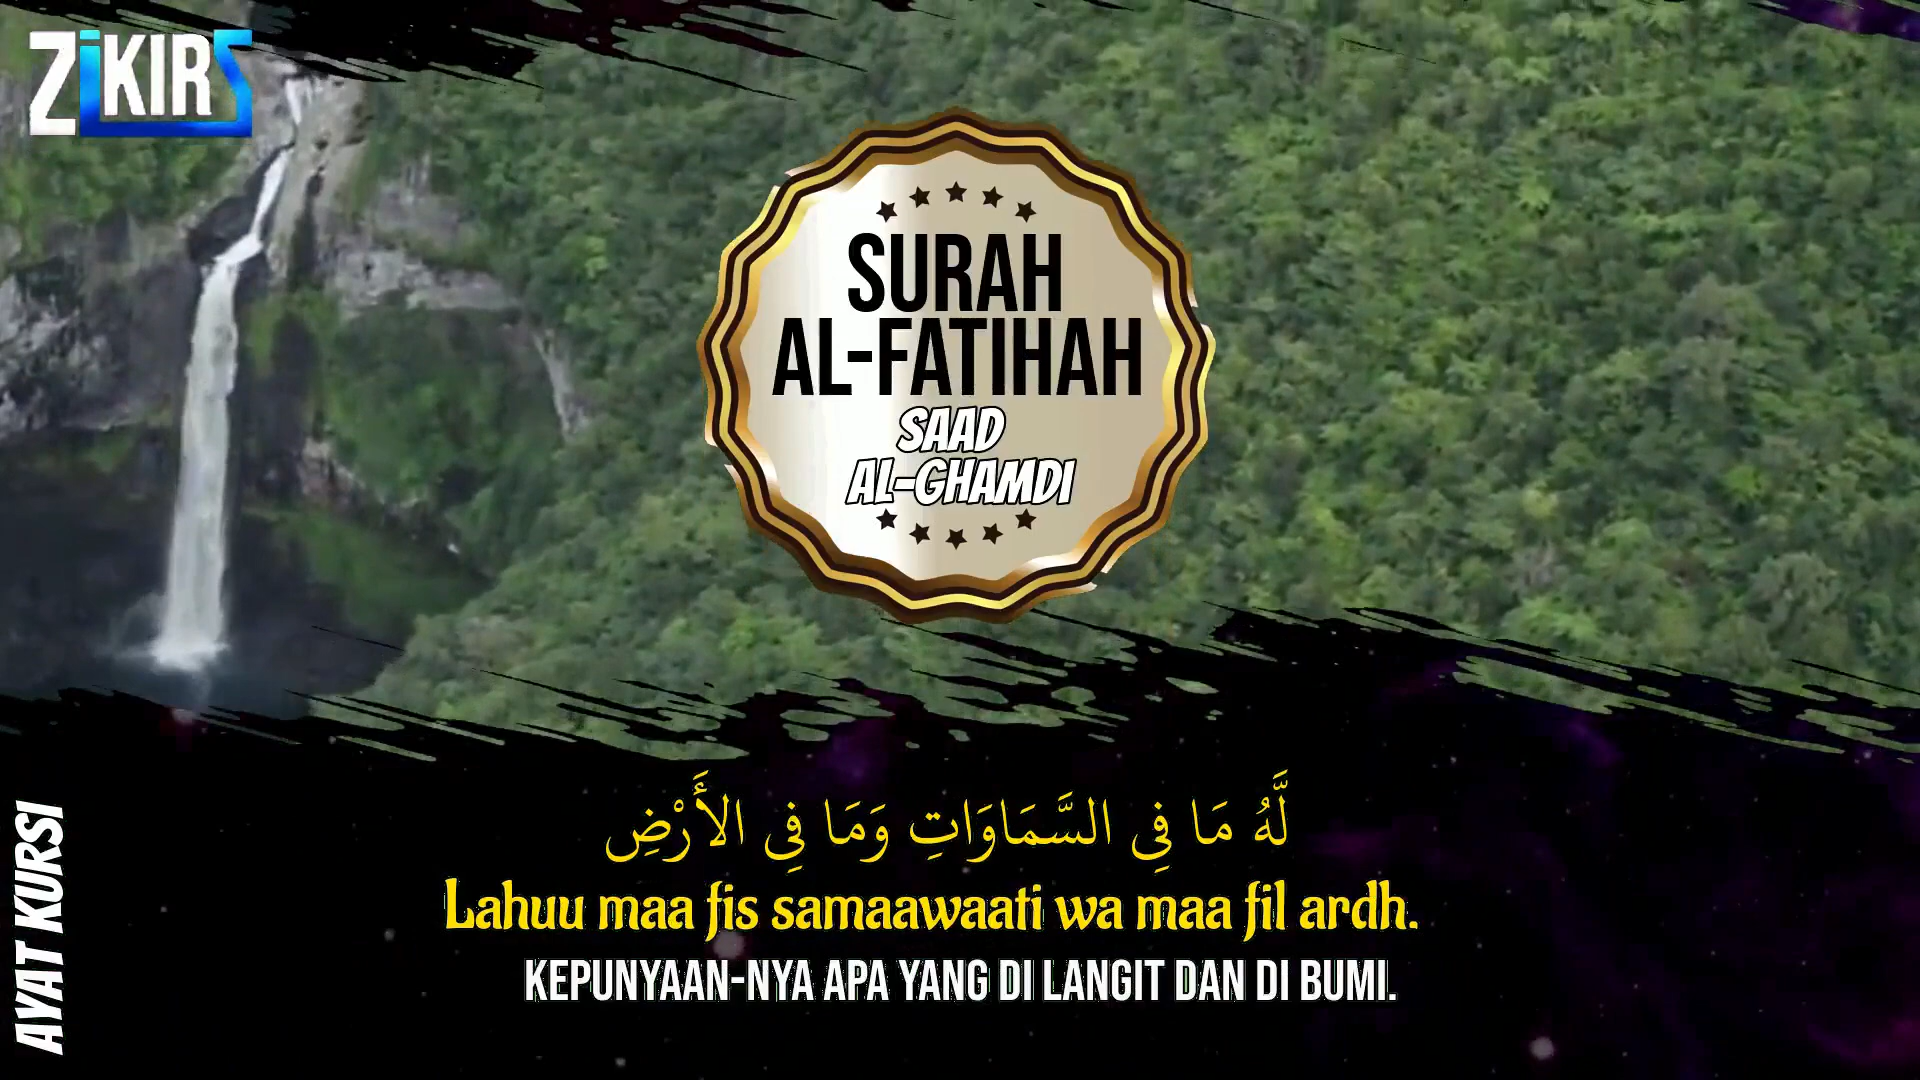 ZiKIRS
SURAH
AL-FATIHAH
SAAD
AL-GHAMDI
لَّهُ مَا فِي السَّمَاوَاتِ وَمَا فِي الأَرْضِ
Lahuu maa fis samaawaati wa maa fil ardh.
KEPUNYAAN-NYA APA YANG DI LANGIT DAN DI BUMI.
AYAT KURSI